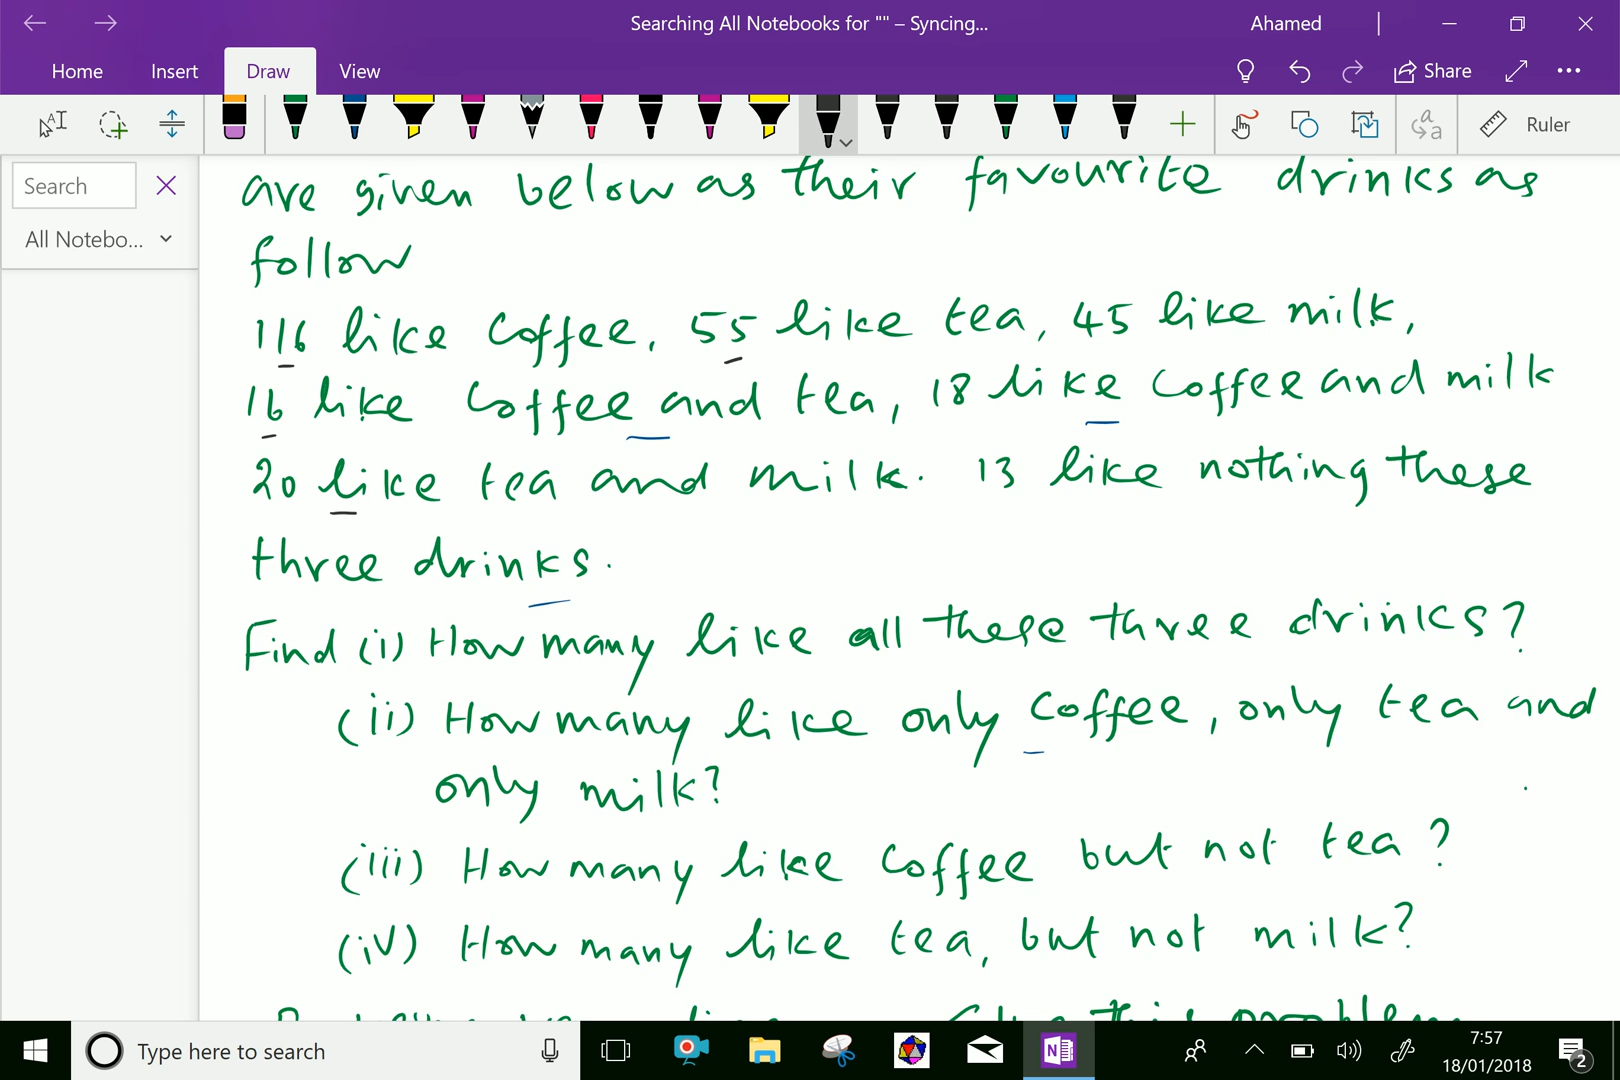 Searching All Notebooks for "" – Syncing...
Ahamed
Home Insert Draw View
Share
Ruler
Search
All Notebo...
are given below as their favourite drinks as
follow
116 like coffee, 55 like tea, 45 like milk,
16 like coffee and tea, 18 like coffee and milk
20 like tea and milk. 13 like nothing these
three drinks.
Find (i) How many like all these three drinks?
(ii) How many like only coffee, only tea and
only milk?
(iii) How many like coffee but not tea?
(iv) How many like tea, but not milk?
this problem
Type here to search
7:57
18/01/2018
2